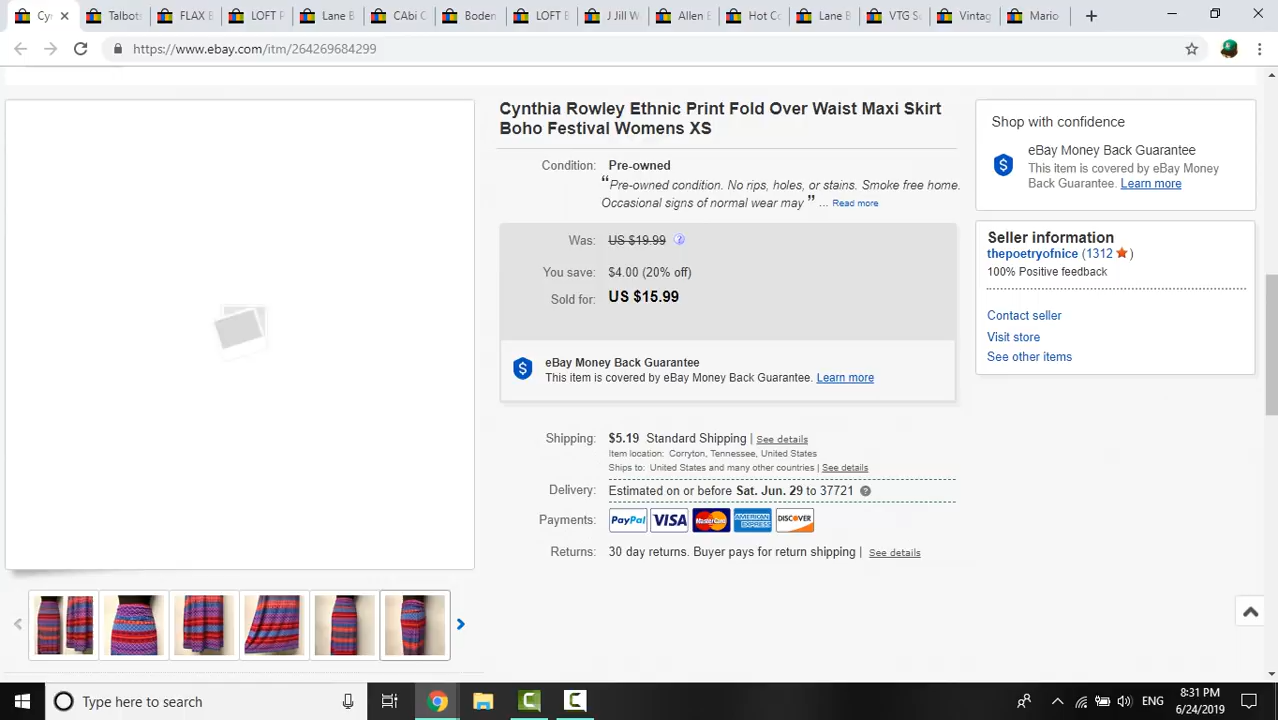 Cyn
Talbots
FLAX
LOFT
Lane B
CAbi
Boden
LOFT
J Jill
Allen
Hot
Lane B
VTG
Vintag
Mario
https://www.ebay.com/itm/264269684299
Cynthia Rowley Ethnic Print Fold Over Waist Maxi Skirt
Boho Festival Womens XS
Condition: Pre-owned
“Pre-owned condition. No rips, holes, or stains. Smoke free home.
Occasional signs of normal wear may ” ... Read more
Was: US $19.99
You save: $4.00 (20% off)
Sold for: US $15.99
eBay Money Back Guarantee
This item is covered by eBay Money Back Guarantee. Learn more
Shipping: $5.19 Standard Shipping | See details
Item location: Corryton, Tennessee, United States
Ships to: United States and many other countries | See details
Delivery: Estimated on or before Sat. Jun. 29 to 37721
Payments: PayPal VISA MasterCard AMERICAN EXPRESS DISCOVER
Returns: 30 day returns. Buyer pays for return shipping | See details
Shop with confidence
eBay Money Back Guarantee
This item is covered by eBay Money
Back Guarantee. Learn more
Seller information
thepoetryofnice (1312 )
100% Positive feedback
Contact seller
Visit store
See other items
Type here to search
ENG
8:31 PM
6/24/2019